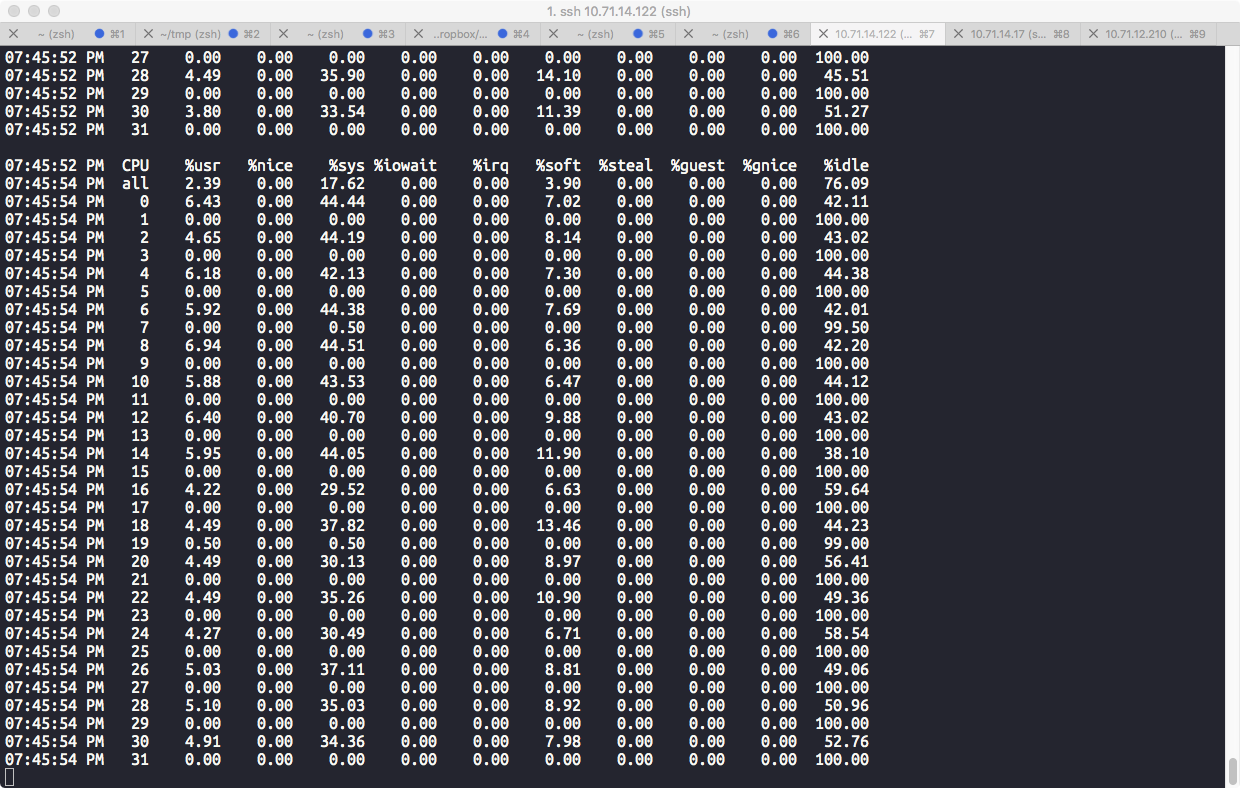 1. ssh 10.71.14.122 (ssh)
~ (zsh) ⌘1 ~/tmp (zsh) ⌘2 ~ (zsh) ⌘3 ..ropbox/... ⌘4 ~ (zsh) ⌘5 ~ (zsh) ⌘6 10.71.14.122 (... ⌘7 10.71.14.17 (s... ⌘8 10.71.12.210 (... ⌘9
07:45:52 PM 27 0.00 0.00 0.00 0.00 0.00 0.00 0.00 0.00 0.00 100.00
07:45:52 PM 28 4.49 0.00 35.90 0.00 0.00 14.10 0.00 0.00 0.00 45.51
07:45:52 PM 29 0.00 0.00 0.00 0.00 0.00 0.00 0.00 0.00 0.00 100.00
07:45:52 PM 30 3.80 0.00 33.54 0.00 0.00 11.39 0.00 0.00 0.00 51.27
07:45:52 PM 31 0.00 0.00 0.00 0.00 0.00 0.00 0.00 0.00 0.00 100.00
07:45:52 PM CPU %usr %nice %sys %iowait %irq %soft %steal %guest %gnice %idle
07:45:54 PM all 2.39 0.00 17.62 0.00 0.00 3.90 0.00 0.00 0.00 76.09
07:45:54 PM 0 6.43 0.00 44.44 0.00 0.00 7.02 0.00 0.00 0.00 42.11
07:45:54 PM 1 0.00 0.00 0.00 0.00 0.00 0.00 0.00 0.00 0.00 100.00
07:45:54 PM 2 4.65 0.00 44.19 0.00 0.00 8.14 0.00 0.00 0.00 43.02
07:45:54 PM 3 0.00 0.00 0.00 0.00 0.00 0.00 0.00 0.00 0.00 100.00
07:45:54 PM 4 6.18 0.00 42.13 0.00 0.00 7.30 0.00 0.00 0.00 44.38
07:45:54 PM 5 0.00 0.00 0.00 0.00 0.00 0.00 0.00 0.00 0.00 100.00
07:45:54 PM 6 5.92 0.00 44.38 0.00 0.00 7.69 0.00 0.00 0.00 42.01
07:45:54 PM 7 0.00 0.00 0.50 0.00 0.00 0.00 0.00 0.00 0.00 99.50
07:45:54 PM 8 6.94 0.00 44.51 0.00 0.00 6.36 0.00 0.00 0.00 42.20
07:45:54 PM 9 0.00 0.00 0.00 0.00 0.00 0.00 0.00 0.00 0.00 100.00
07:45:54 PM 10 5.88 0.00 43.53 0.00 0.00 6.47 0.00 0.00 0.00 44.12
07:45:54 PM 11 0.00 0.00 0.00 0.00 0.00 0.00 0.00 0.00 0.00 100.00
07:45:54 PM 12 6.40 0.00 40.70 0.00 0.00 9.88 0.00 0.00 0.00 43.02
07:45:54 PM 13 0.00 0.00 0.00 0.00 0.00 0.00 0.00 0.00 0.00 100.00
07:45:54 PM 14 5.95 0.00 44.05 0.00 0.00 11.90 0.00 0.00 0.00 38.10
07:45:54 PM 15 0.00 0.00 0.00 0.00 0.00 0.00 0.00 0.00 0.00 100.00
07:45:54 PM 16 4.22 0.00 29.52 0.00 0.00 6.63 0.00 0.00 0.00 59.64
07:45:54 PM 17 0.00 0.00 0.00 0.00 0.00 0.00 0.00 0.00 0.00 100.00
07:45:54 PM 18 4.49 0.00 37.82 0.00 0.00 13.46 0.00 0.00 0.00 44.23
07:45:54 PM 19 0.50 0.00 0.50 0.00 0.00 0.00 0.00 0.00 0.00 99.00
07:45:54 PM 20 4.49 0.00 30.13 0.00 0.00 8.97 0.00 0.00 0.00 56.41
07:45:54 PM 21 0.00 0.00 0.00 0.00 0.00 0.00 0.00 0.00 0.00 100.00
07:45:54 PM 22 4.49 0.00 35.26 0.00 0.00 10.90 0.00 0.00 0.00 49.36
07:45:54 PM 23 0.00 0.00 0.00 0.00 0.00 0.00 0.00 0.00 0.00 100.00
07:45:54 PM 24 4.27 0.00 30.49 0.00 0.00 6.71 0.00 0.00 0.00 58.54
07:45:54 PM 25 0.00 0.00 0.00 0.00 0.00 0.00 0.00 0.00 0.00 100.00
07:45:54 PM 26 5.03 0.00 37.11 0.00 0.00 8.81 0.00 0.00 0.00 49.06
07:45:54 PM 27 0.00 0.00 0.00 0.00 0.00 0.00 0.00 0.00 0.00 100.00
07:45:54 PM 28 5.10 0.00 35.03 0.00 0.00 8.92 0.00 0.00 0.00 50.96
07:45:54 PM 29 0.00 0.00 0.00 0.00 0.00 0.00 0.00 0.00 0.00 100.00
07:45:54 PM 30 4.91 0.00 34.36 0.00 0.00 7.98 0.00 0.00 0.00 52.76
07:45:54 PM 31 0.00 0.00 0.00 0.00 0.00 0.00 0.00 0.00 0.00 100.00